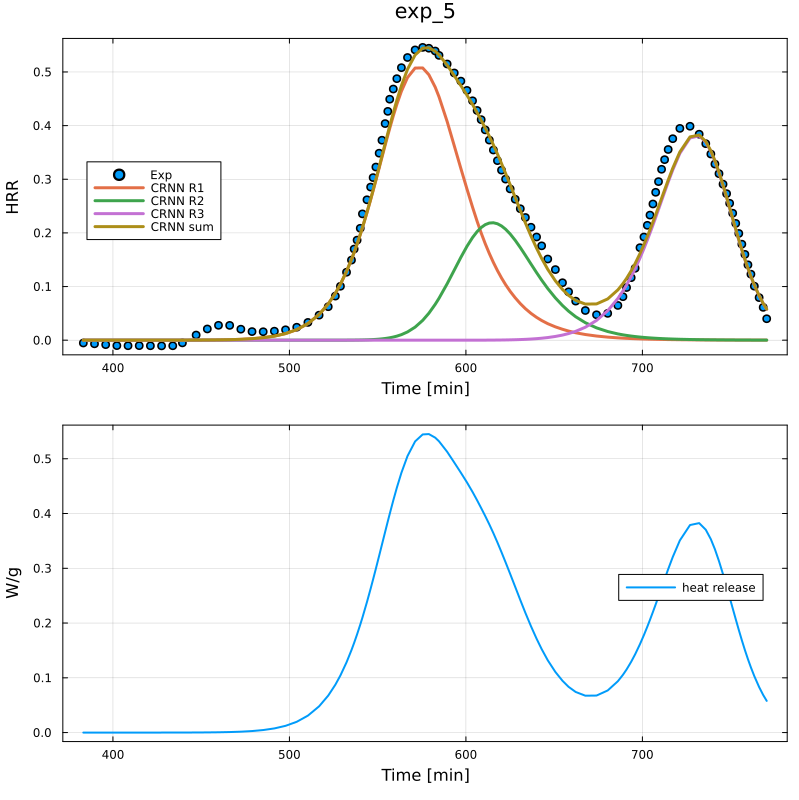 exp_5
0.5
0.4
0.3
0.2
0.1
0.0
HRR
Exp
CRNN R1
CRNN R2
CRNN R3
CRNN sum
400 500 600 700
Time [min]
0.5
0.4
0.3
0.2
0.1
0.0
W/g
heat release
400 500 600 700
Time [min]